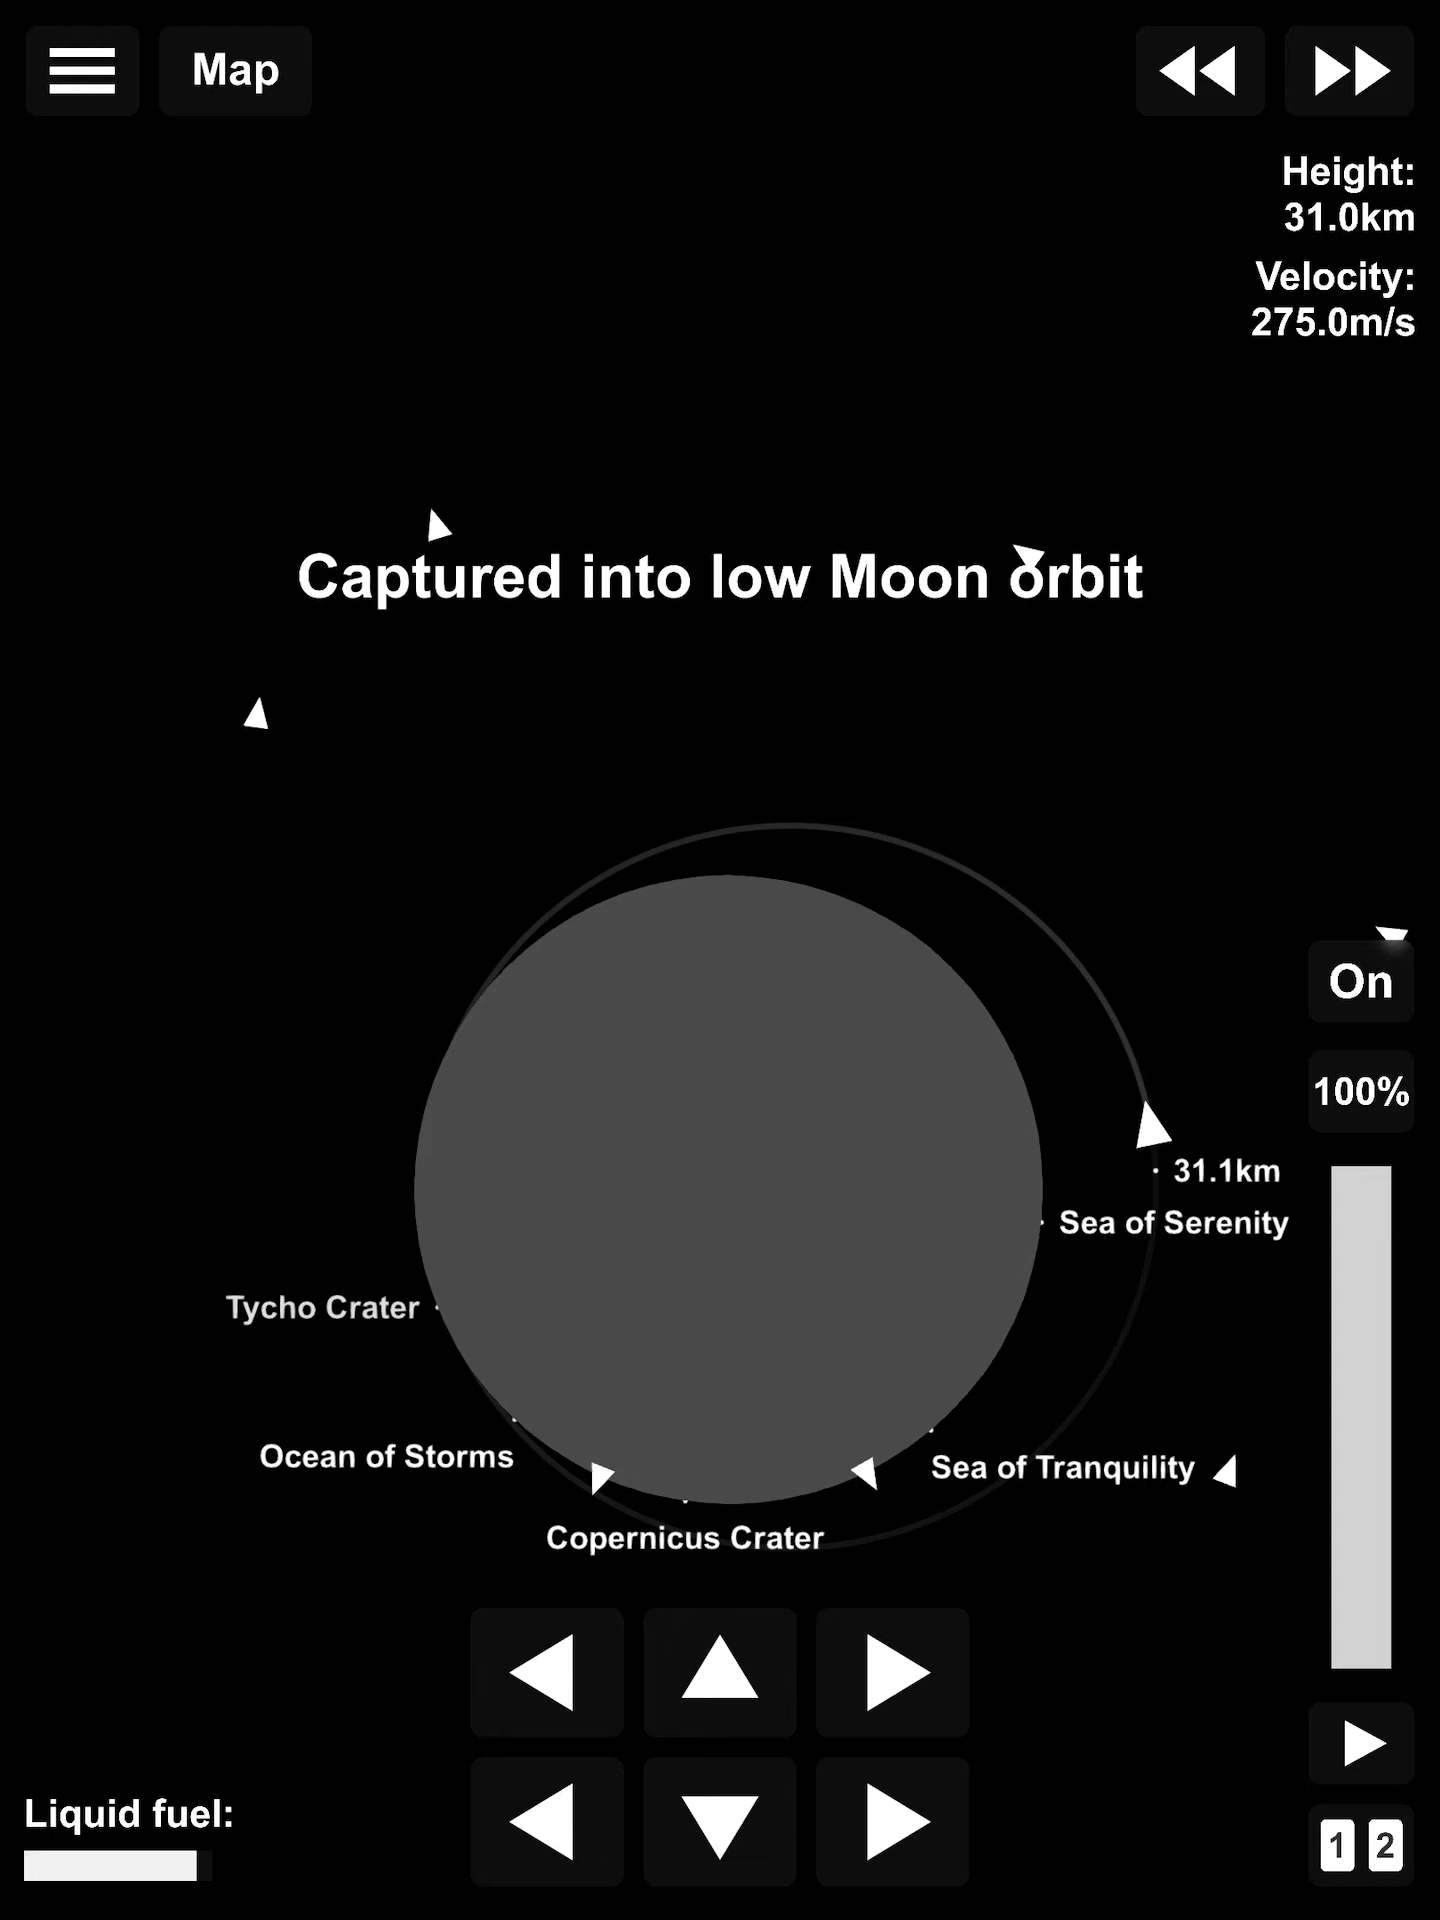 Map
Height:
31.0km
Velocity:
275.0m/s
Captured into low Moon orbit
On
100%
31.1km
Sea of Serenity
Tycho Crater
Ocean of Storms
Sea of Tranquility
Copernicus Crater
Liquid fuel:
1 2